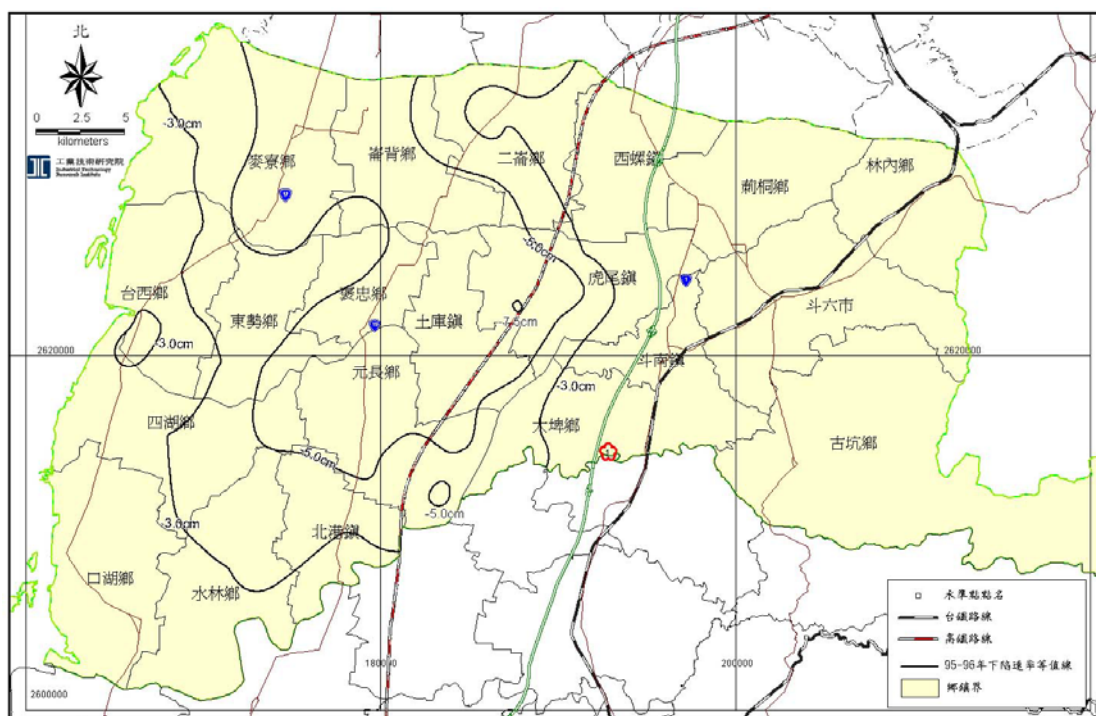 北
0 2.5 5
kilometers
工業技術研究院
Industrial Technology
Research Institute
-3.0cm
麥寮鄉
崙背鄉
二崙鄉
西螺鎮
莿桐鄉
林內鄉
-5.0cm
台西鄉
東勢鄉
褒忠鄉
土庫鎮
虎尾鎮
斗六市
-7.5cm
-3.0cm
2620000
2620000
斗南鎮
元長鄉
-3.0cm
四湖鄉
大埤鄉
古坑鄉
-5.0cm
-5.0cm
-3.0cm
北港鎮
口湖鄉
水林鄉
180000
200000
2600000
水準點點名
台鐵路線
高鐵路線
95-96年下陷速率等值線
鄉鎮界